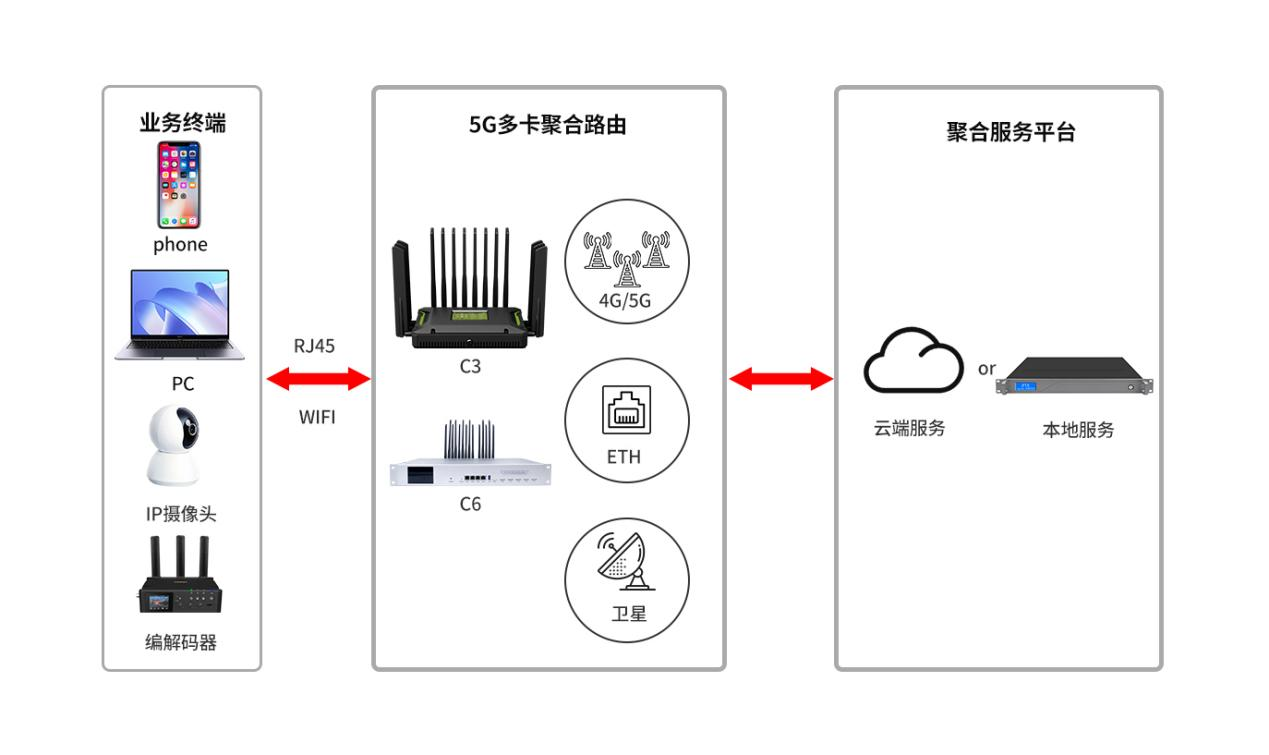 业务终端
phone
PC
IP摄像头
编解码器
RJ45
WIFI
5G多卡聚合路由
C3
C6
4G/5G
ETH
卫星
聚合服务平台
or
云端服务
本地服务